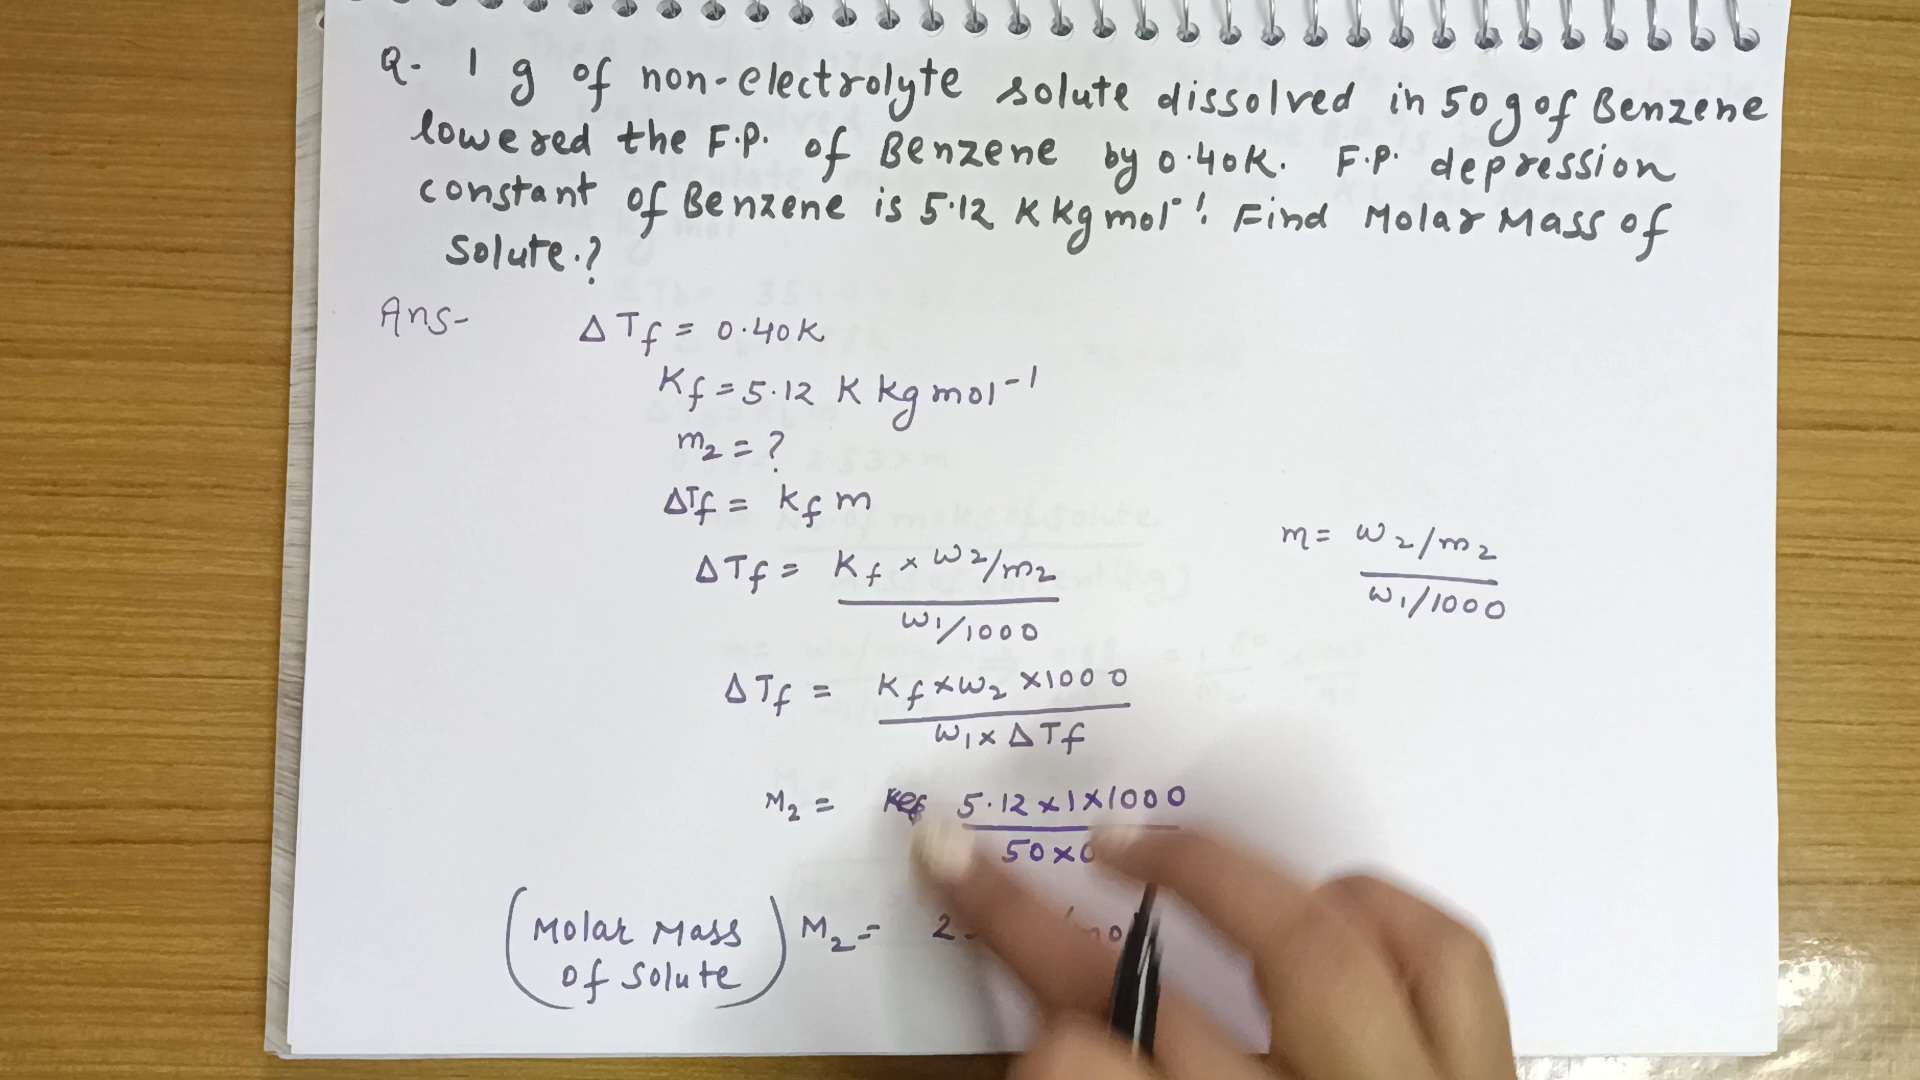 Q- 1 g of non-electrolyte solute dissolved in 50g of Benzene
lowered the F.P. of Benzene by 0.40K. F.P. depression
constant of Benzene is 5.12 K Kg mol⁻¹. Find Molar Mass of
Solute.?
Ans-
ΔTf = 0.40K
Kf = 5.12 K kg mol⁻¹
m₂ = ?
ΔTf = kf m
ΔTf = Kf × w₂/m₂
w₁/1000
m = w₂/m₂
w₁/1000
ΔTf = Kf × w₂ × 1000
w₁ × ΔTf
M₂ = 5.12 × 1 × 1000
50 ×
(Molar Mass of Solute) M₂ =